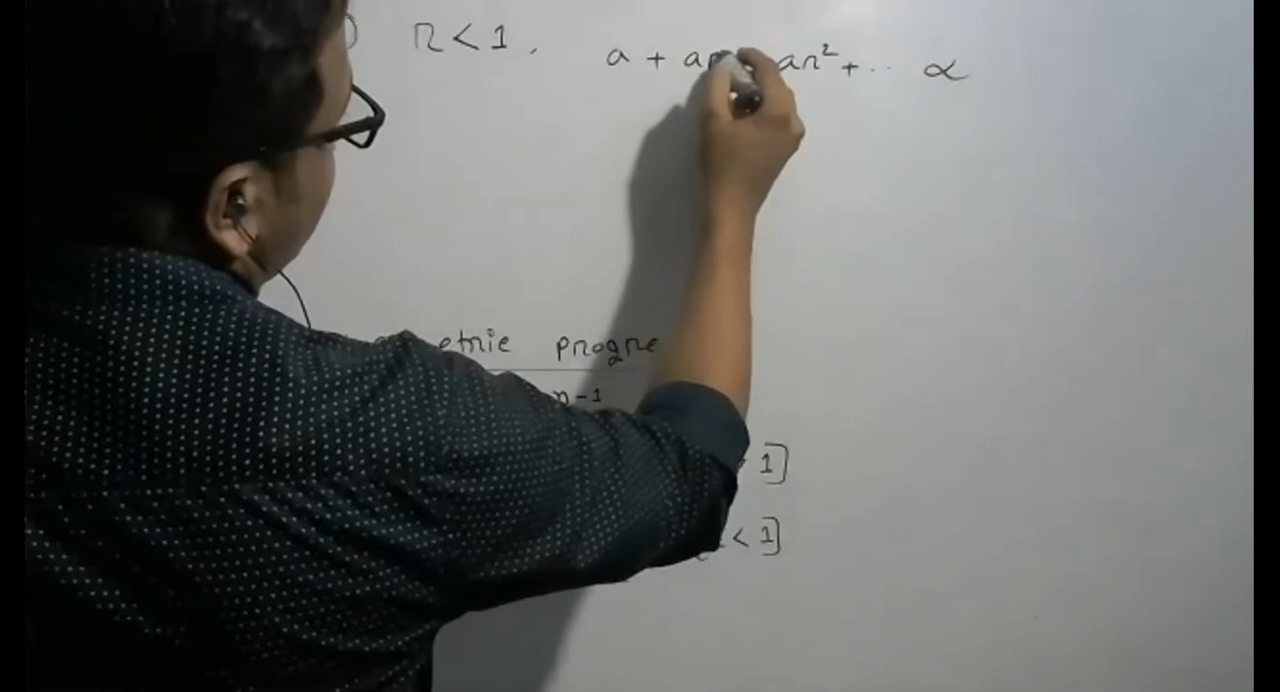 ) r < 1, a + ar ar² + .. ∝
etric progre
n-1
1]
< 1]